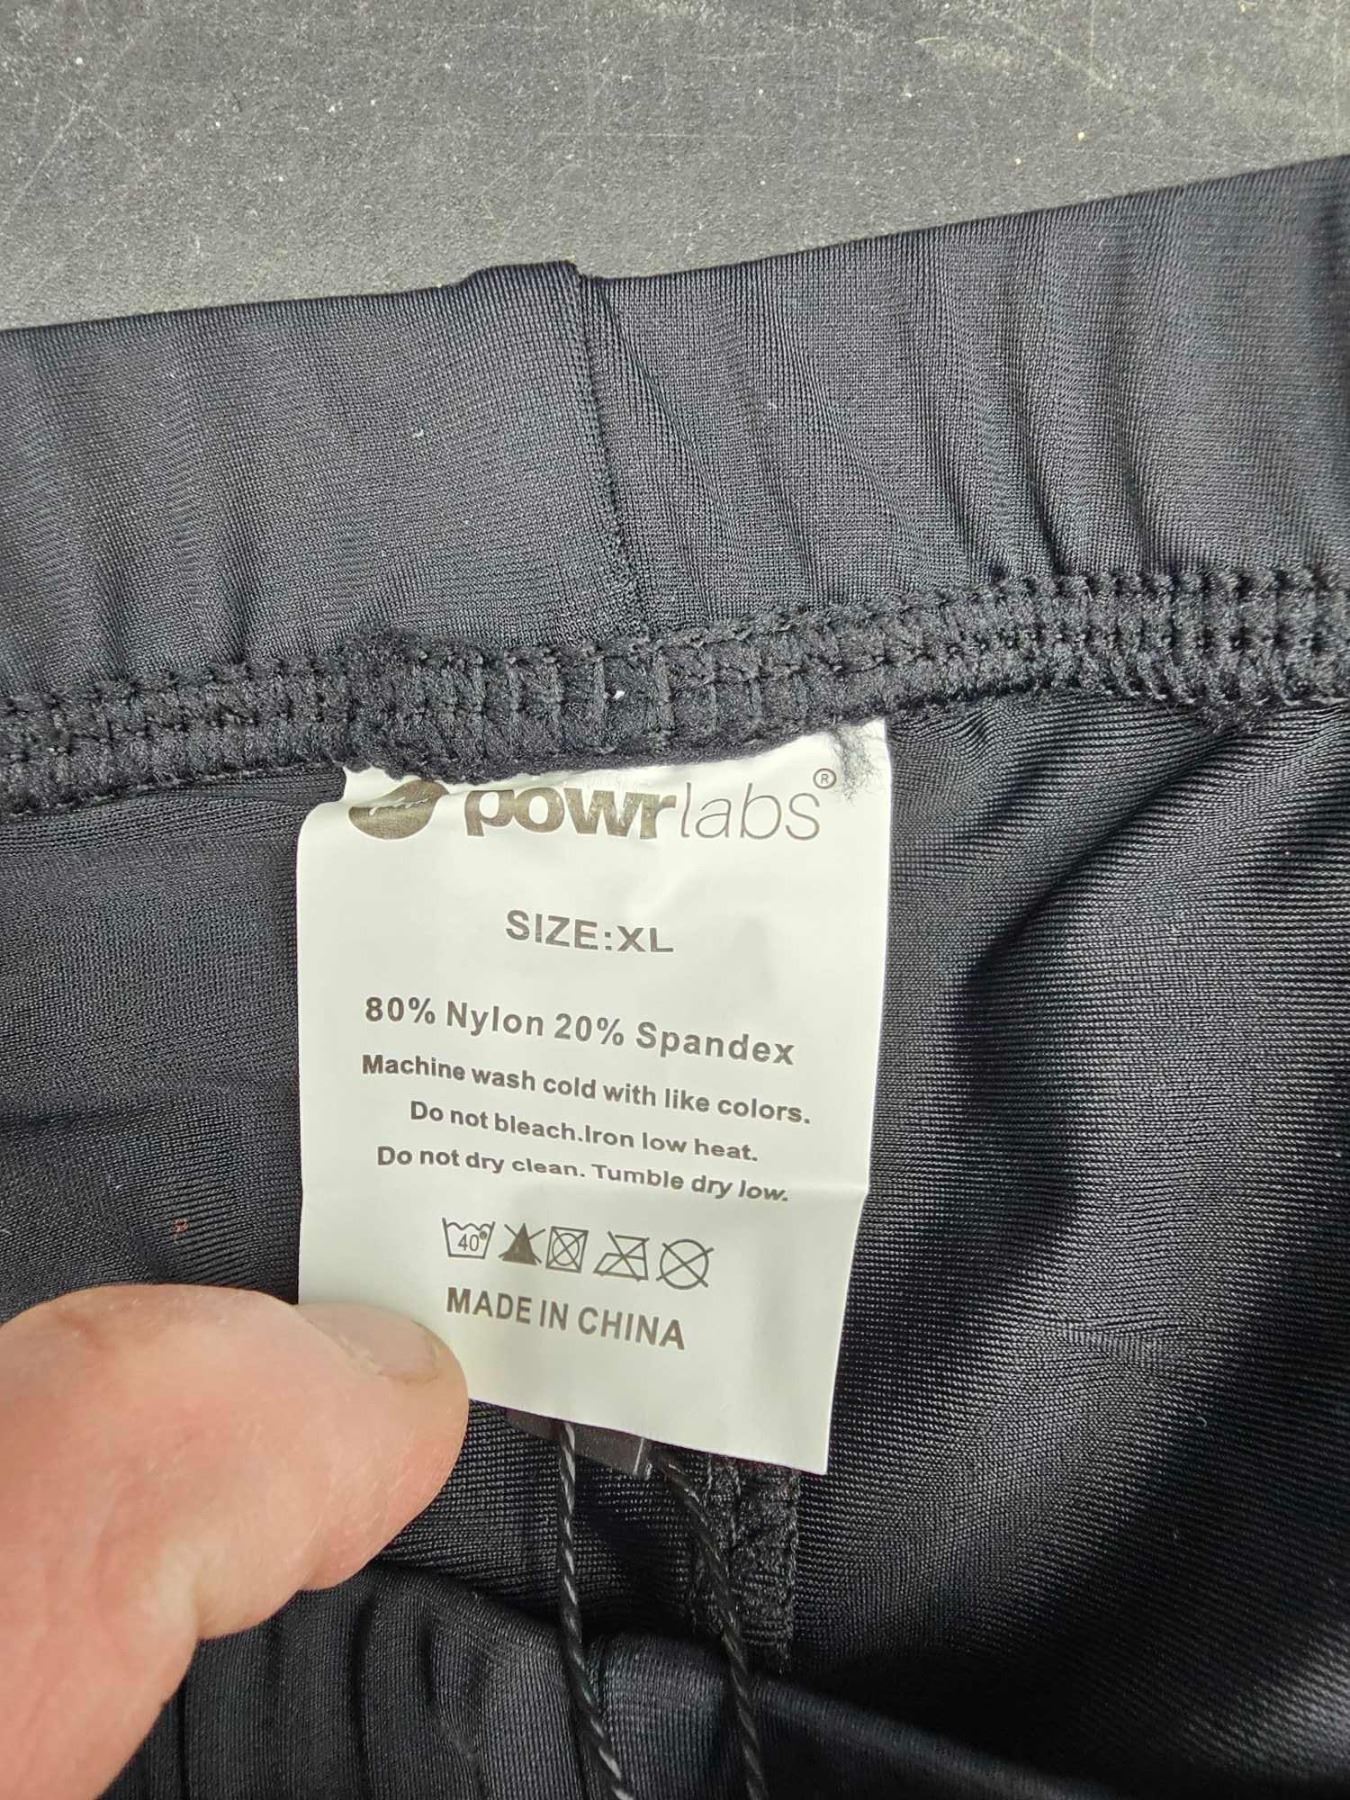 powrlabs®
SIZE:XL
80% Nylon 20% Spandex
Machine wash cold with like colors.
Do not bleach.Iron low heat.
Do not dry clean. Tumble dry low.
40°
MADE IN CHINA